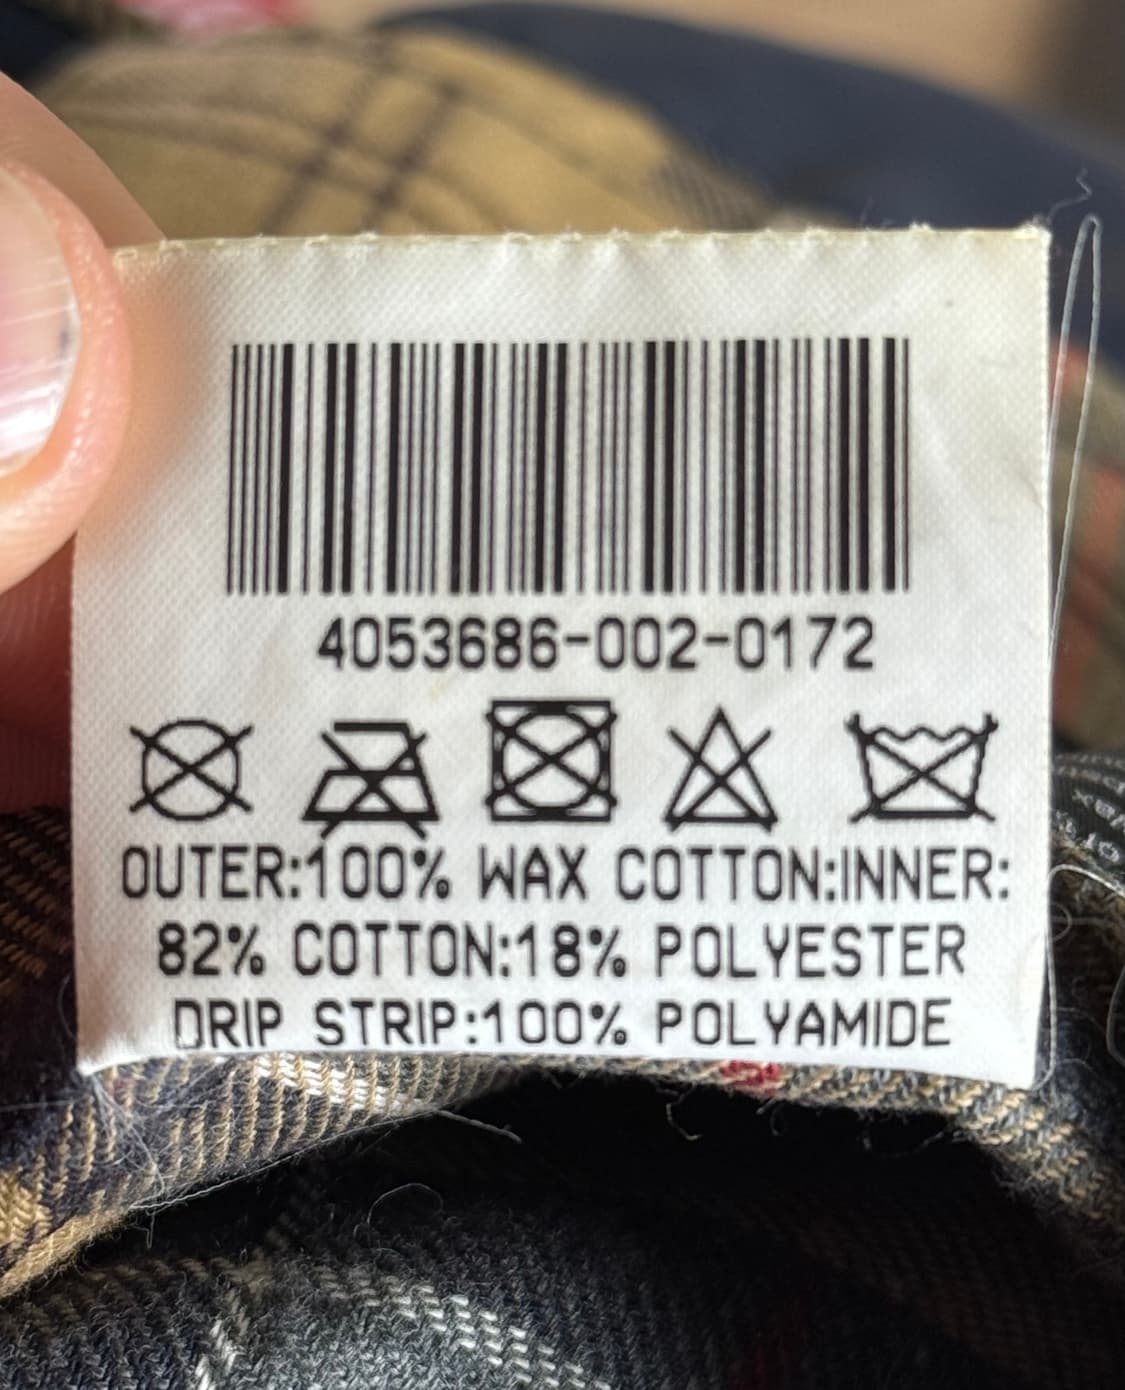 4053686-002-0172
OUTER:100% WAX COTTON:INNER:
82% COTTON:18% POLYESTER
DRIP STRIP:100% POLYAMIDE